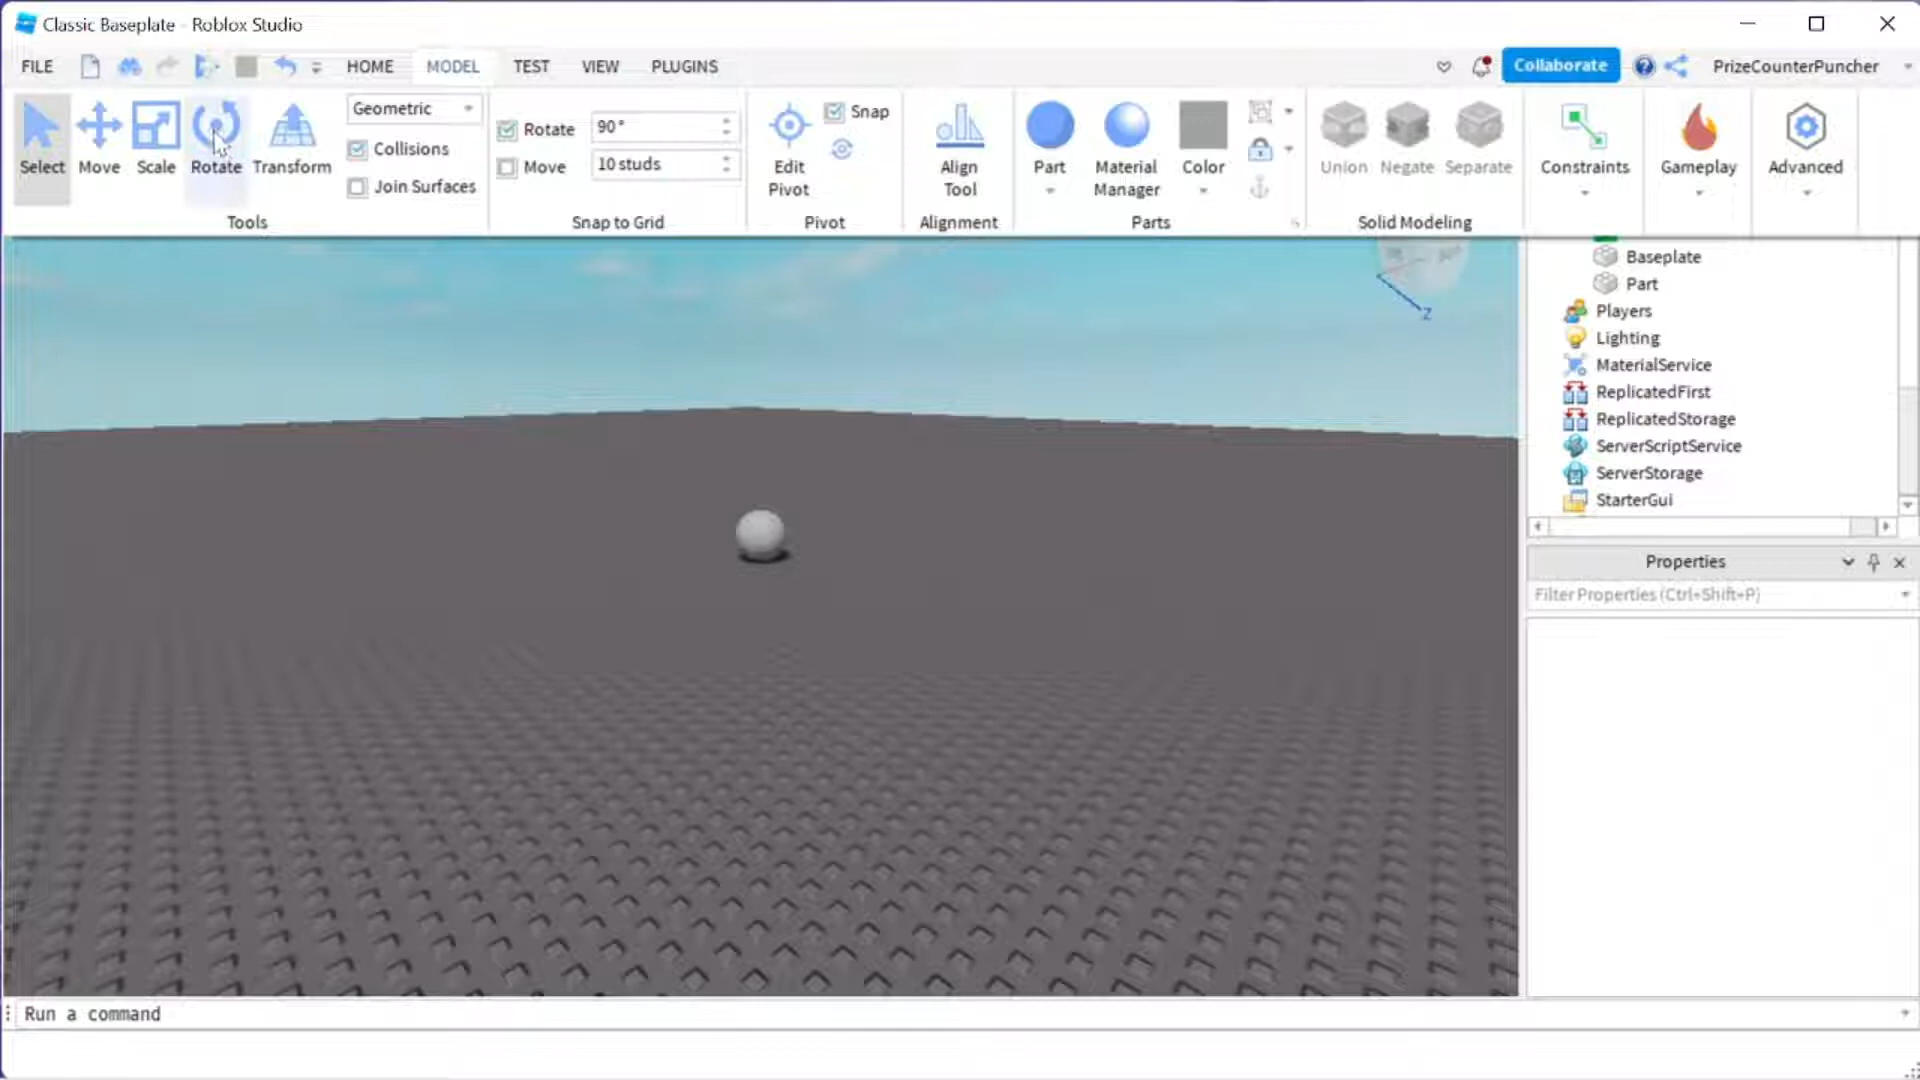 Classic Baseplate - Roblox Studio
FILE HOME MODEL TEST VIEW PLUGINS Collaborate ? PrizeCounterPuncher
Select Move Scale Rotate Transform
Geometric
Collisions
Join Surfaces
Tools
Rotate 90°
Move 10 studs
Snap to Grid
Edit Pivot
Snap
Pivot
Align Tool
Alignment
Part
Material Manager
Color
Parts
Union Negate Separate
Solid Modeling
Constraints
Gameplay
Advanced
Z
Baseplate
Part
Players
Lighting
MaterialService
ReplicatedFirst
ReplicatedStorage
ServerScriptService
ServerStorage
StarterGui
Properties
Filter Properties (Ctrl+Shift+P)
Run a command